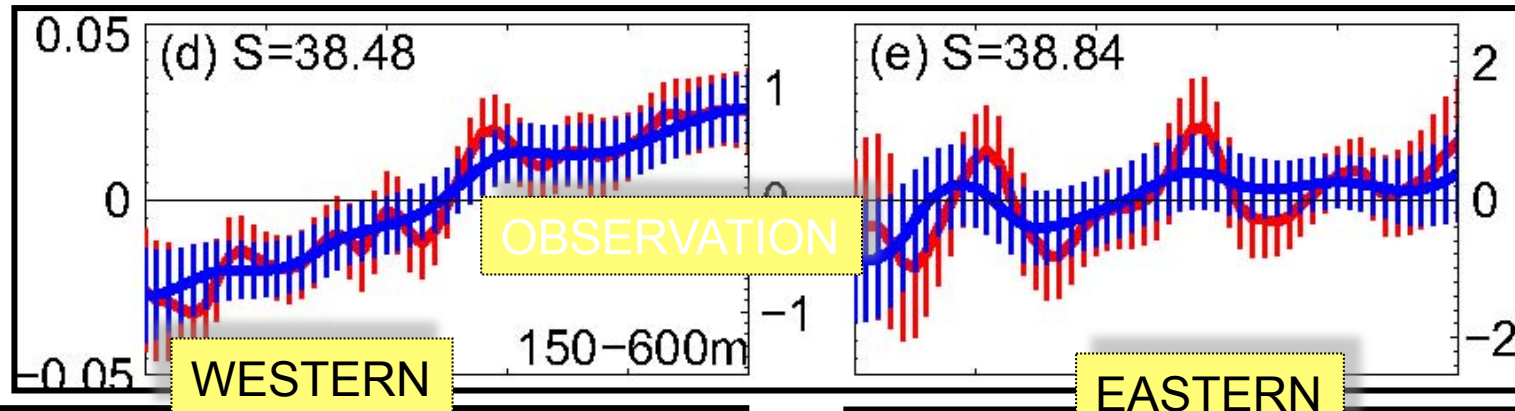 0.05
(d) S=38.48
1
(e) S=38.84
2
0
0
0
OBSERVATION
-1
150-600m
-2
-0.05
WESTERN
EASTERN